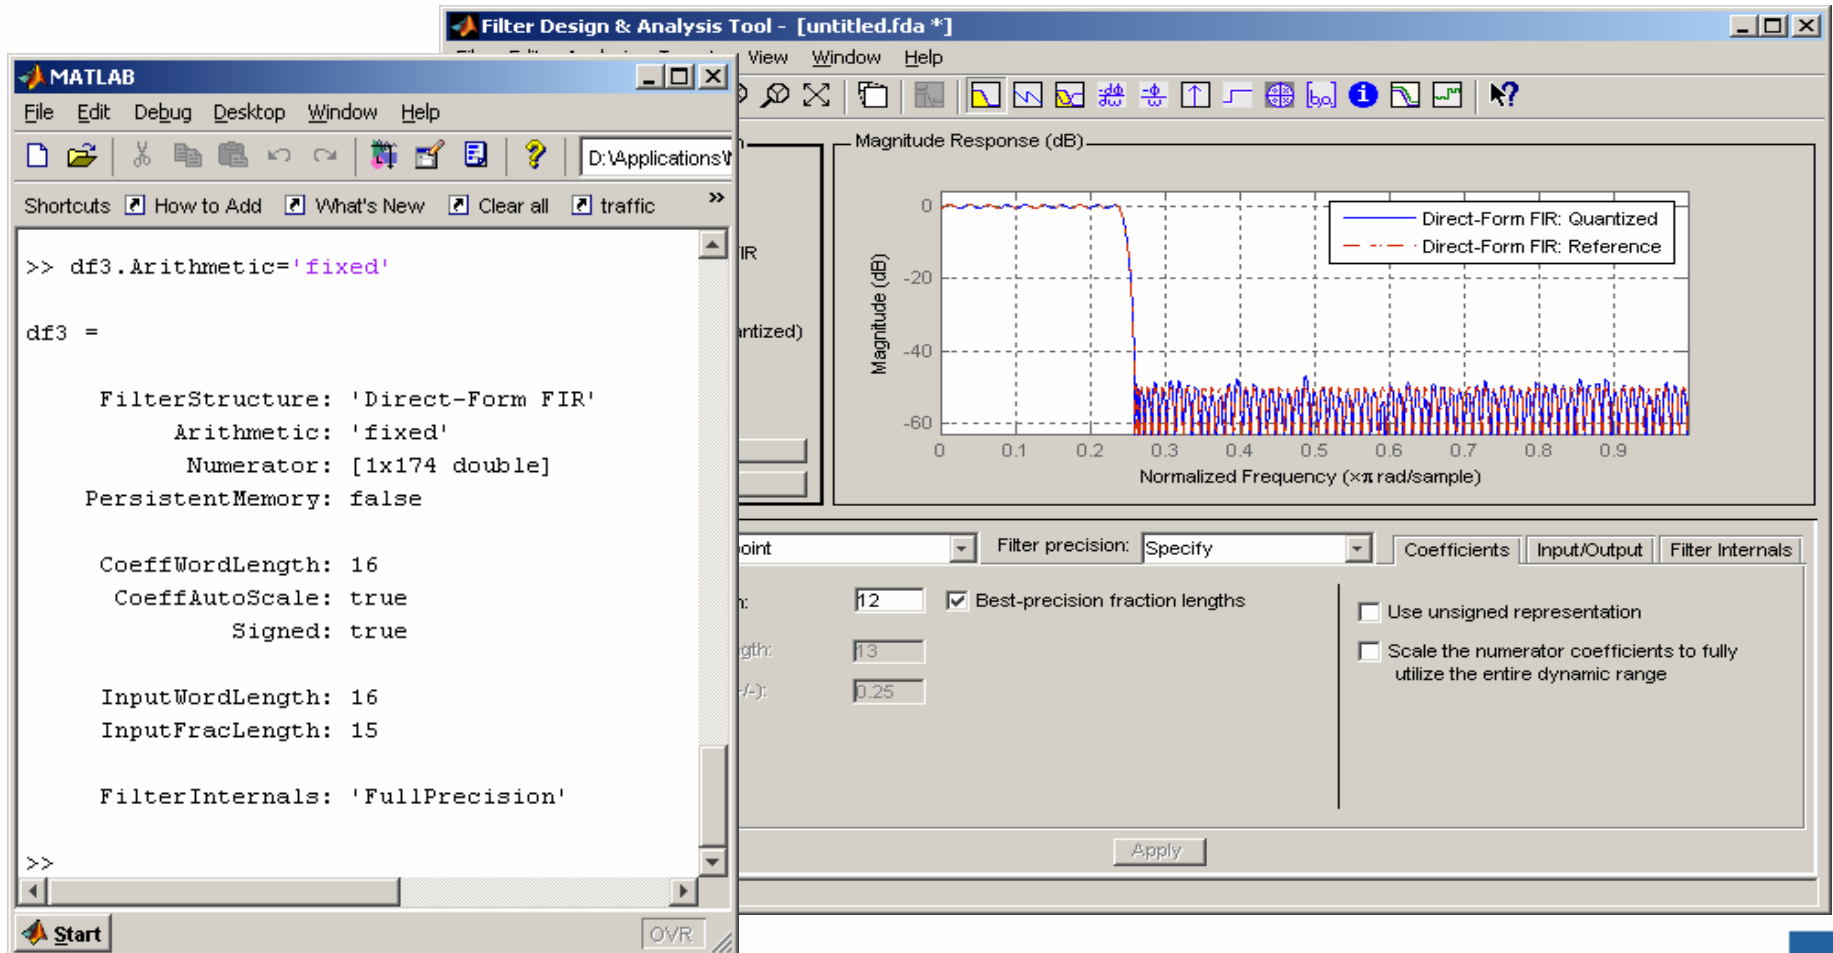 Filter Design & Analysis Tool - [untitled.fda *]
View Window Help
MATLAB
File Edit Debug Desktop Window Help
D:\Applications\
Shortcuts How to Add What's New Clear all traffic »
>> df3.Arithmetic='fixed'
df3 =
FilterStructure: 'Direct-Form FIR'
Arithmetic: 'fixed'
Numerator: [1x174 double]
PersistentMemory: false
CoeffWordLength: 16
CoeffAutoScale: true
Signed: true
InputWordLength: 16
InputFracLength: 15
FilterInternals: 'FullPrecision'
>>
Start
OVR
Magnitude Response (dB)
Direct-Form FIR: Quantized
Direct-Form FIR: Reference
Magnitude (dB)
0
-20
-40
-60
0 0.1 0.2 0.3 0.4 0.5 0.6 0.7 0.8 0.9
Normalized Frequency (×π rad/sample)
antized)
oint
Filter precision: Specify
Coefficients Input/Output Filter Internals
12 Best-precision fraction lengths
gth: 13
0.25
Use unsigned representation
Scale the numerator coefficients to fully
utilize the entire dynamic range
Apply